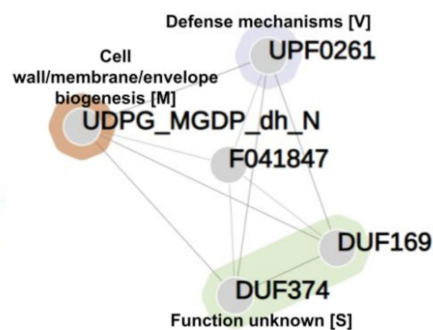 Defense mechanisms [V]
UPF0261
Cell
wall/membrane/envelope
biogenesis [M]
UDPG_MGDP_dh_N
F041847
DUF169
DUF374
Function unknown [S]